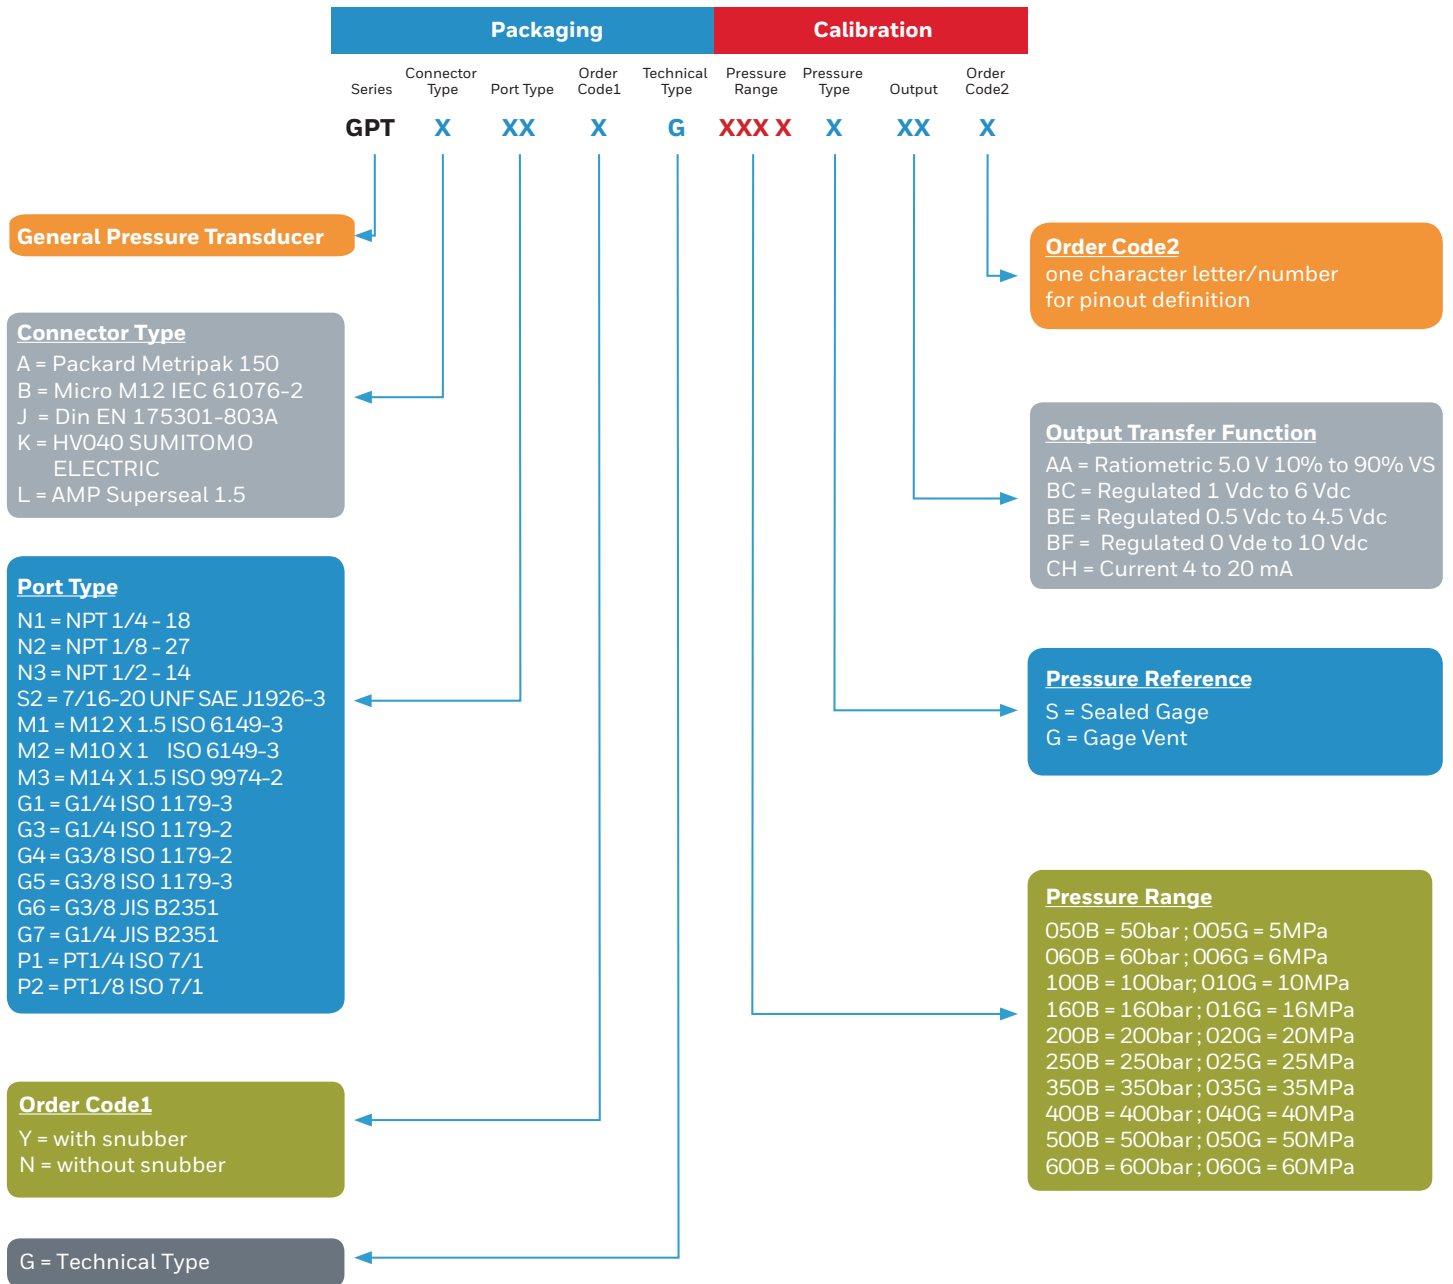 Packaging
Calibration
Series
Connector
Type
Port Type
Order
Code1
Technical
Type
Pressure
Range
Pressure
Type
Output
Order
Code2
GPT X XX X G XXX X X XX X
General Pressure Transducer
Connector Type
A = Packard Metripak 150
B = Micro M12 IEC 61076-2
J = Din EN 175301-803A
K = HV040 SUMITOMO
ELECTRIC
L = AMP Superseal 1.5
Port Type
N1 = NPT 1/4 - 18
N2 = NPT 1/8 - 27
N3 = NPT 1/2 - 14
S2 = 7/16-20 UNF SAE J1926-3
M1 = M12 X 1.5 ISO 6149-3
M2 = M10 X 1 ISO 6149-3
M3 = M14 X 1.5 ISO 9974-2
G1 = G1/4 ISO 1179-3
G3 = G1/4 ISO 1179-2
G4 = G3/8 ISO 1179-2
G5 = G3/8 ISO 1179-3
G6 = G3/8 JIS B2351
G7 = G1/4 JIS B2351
P1 = PT1/4 ISO 7/1
P2 = PT1/8 ISO 7/1
Order Code1
Y = with snubber
N = without snubber
G = Technical Type
Order Code2
one character letter/number
for pinout definition
Output Transfer Function
AA = Ratiometric 5.0 V 10% to 90% VS
BC = Regulated 1 Vdc to 6 Vdc
BE = Regulated 0.5 Vdc to 4.5 Vdc
BF = Regulated 0 Vde to 10 Vdc
CH = Current 4 to 20 mA
Pressure Reference
S = Sealed Gage
G = Gage Vent
Pressure Range
050B = 50bar ; 005G = 5MPa
060B = 60bar ; 006G = 6MPa
100B = 100bar; 010G = 10MPa
160B = 160bar ; 016G = 16MPa
200B = 200bar ; 020G = 20MPa
250B = 250bar ; 025G = 25MPa
350B = 350bar ; 035G = 35MPa
400B = 400bar ; 040G = 40MPa
500B = 500bar ; 050G = 50MPa
600B = 600bar ; 060G = 60MPa